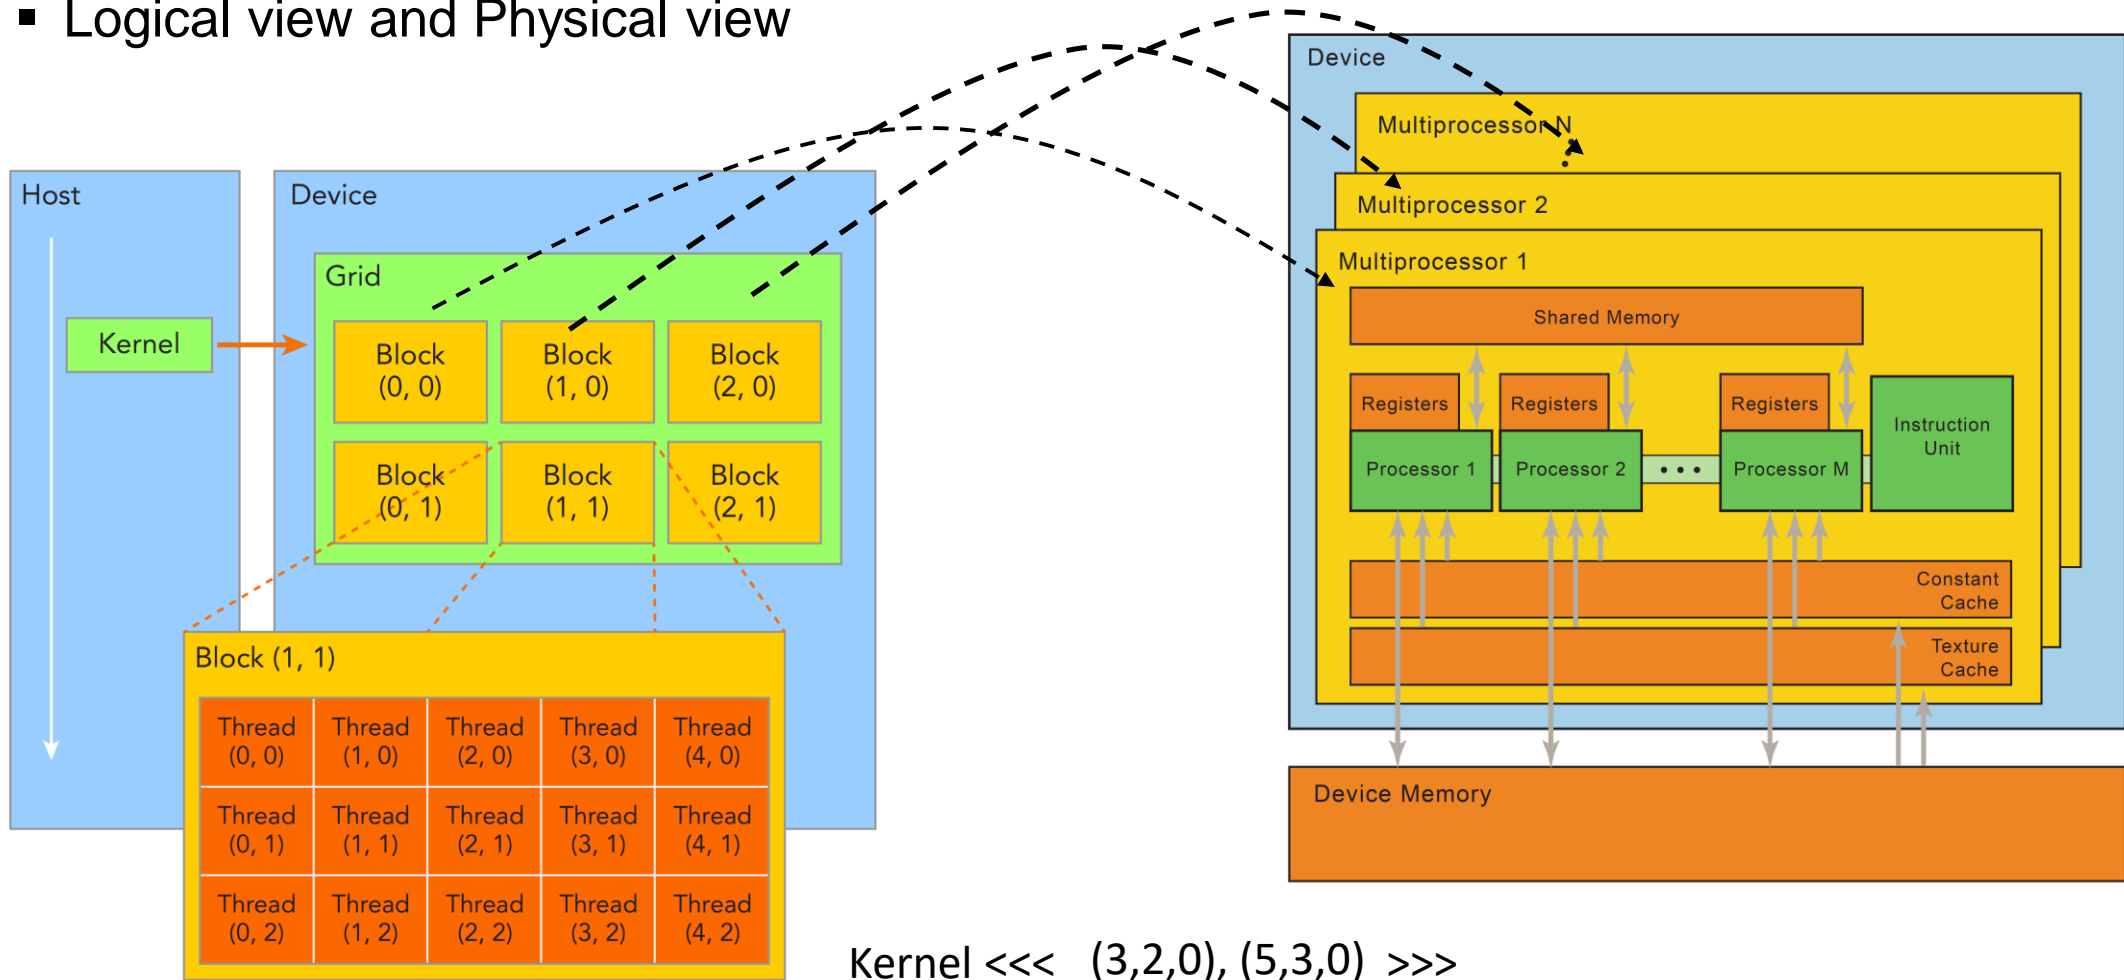 ▪ Logical view and Physical view
Host
Kernel
Device
Grid
Block
(0, 0)
Block
(1, 0)
Block
(2, 0)
Block
(0, 1)
Block
(1, 1)
Block
(2, 1)
Block (1, 1)
Thread
(0, 0)
Thread
(1, 0)
Thread
(2, 0)
Thread
(3, 0)
Thread
(4, 0)
Thread
(0, 1)
Thread
(1, 1)
Thread
(2, 1)
Thread
(3, 1)
Thread
(4, 1)
Thread
(0, 2)
Thread
(1, 2)
Thread
(2, 2)
Thread
(3, 2)
Thread
(4, 2)
Device
Multiprocessor N
Multiprocessor 2
Multiprocessor 1
Shared Memory
Registers
Registers
Registers
Processor 1
Processor 2
• • •
Processor M
Instruction
Unit
Constant
Cache
Texture
Cache
Device Memory
Kernel <<< (3,2,0), (5,3,0) >>>